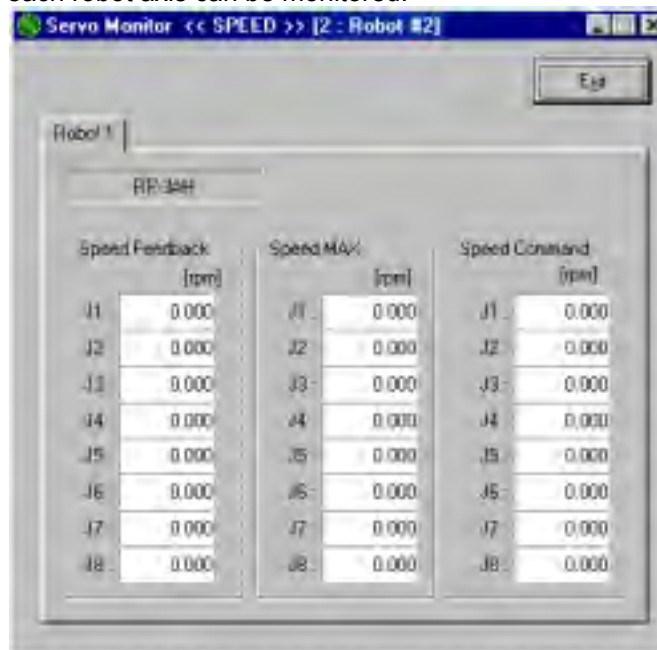 each robot axis can be monitored.
Servo Monitor << SPEED >> [2 : Robot #2]
Exit
Robot 1
Speed Feedback Speed MAX Speed Command
[rpm] [rpm] [rpm]
J1 0.000 J1 0.000 J1 0.000
J2 0.000 J2 0.000 J2 0.000
J3 0.000 J3 0.000 J3 0.000
J4 0.000 J4 0.000 J4 0.000
J5 0.000 J5 0.000 J5 0.000
J6 0.000 J6 0.000 J6 0.000
J7 0.000 J7 0.000 J7 0.000
J8 0.000 J8 0.000 J8 0.000